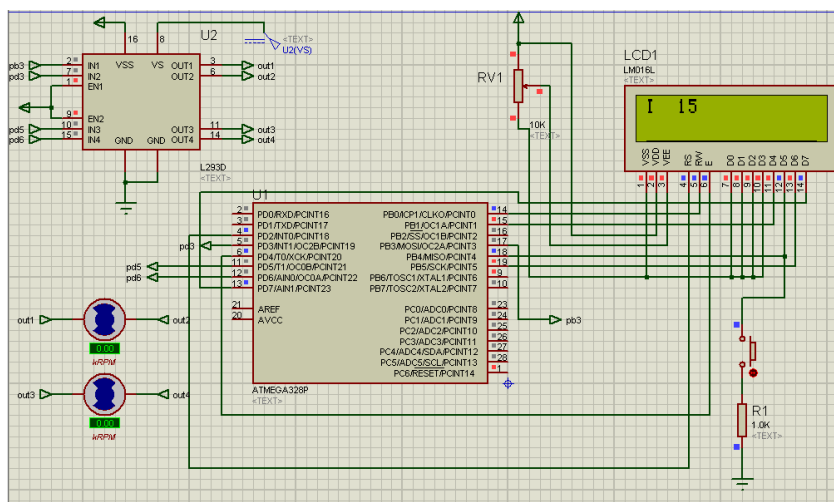 U2
16 8
<TEXT>
U2(VS)
pb3 2 IN1 VSS VS OUT1 3 out1
pd3 7 IN2 OUT2 6 out2
1 EN1
9 EN2
pd5 10 IN3 OUT3 11 out3
pd6 15 IN4 GND GND OUT4 14 out4
L293D
<TEXT>
RV1
10K
<TEXT>
LCD1
LM016L
<TEXT>
I 15
VSS VDD VEE RS RW E D0 D1 D2 D3 D4 D5 D6 D7
1 2 3 4 5 6 7 8 9 10 11 12 13 14
U1
2 PD0/RXD/PCINT16 PB0/ICP1/CLKO/PCINT0 14
3 PD1/TXD/PCINT17 PB1/OC1A/PCINT1 15
4 PD2/INT0/PCINT18 PB2/SS/OC1B/PCINT2 16
pd3 5 PD3/INT1/OC2B/PCINT19 PB3/MOSI/OC2A/PCINT3 17
6 PD4/T0/XCK/PCINT20 PB4/MISO/PCINT4 18
pd5 11 PD5/T1/OC0B/PCINT21 PB5/SCK/PCINT5 19
pd6 12 PD6/AIN0/OC0A/PCINT22 PB6/TOSC1/XTAL1/PCINT6 9
13 PD7/AIN1/PCINT23 PB7/TOSC2/XTAL2/PCINT7 10
21 AREF PC0/ADC0/PCINT8 23
20 AVCC PC1/ADC1/PCINT9 24
PC2/ADC2/PCINT10 25
PC3/ADC3/PCINT11 26
PC4/ADC4/SDA/PCINT12 27
PC5/ADC5/SCL/PCINT13 28
PC6/RESET/PCINT14 1
pb3
ATMEGA328P
<TEXT>
out1 out2
0.00
kRPM
out3 out4
0.00
kRPM
R1
1.0K
<TEXT>